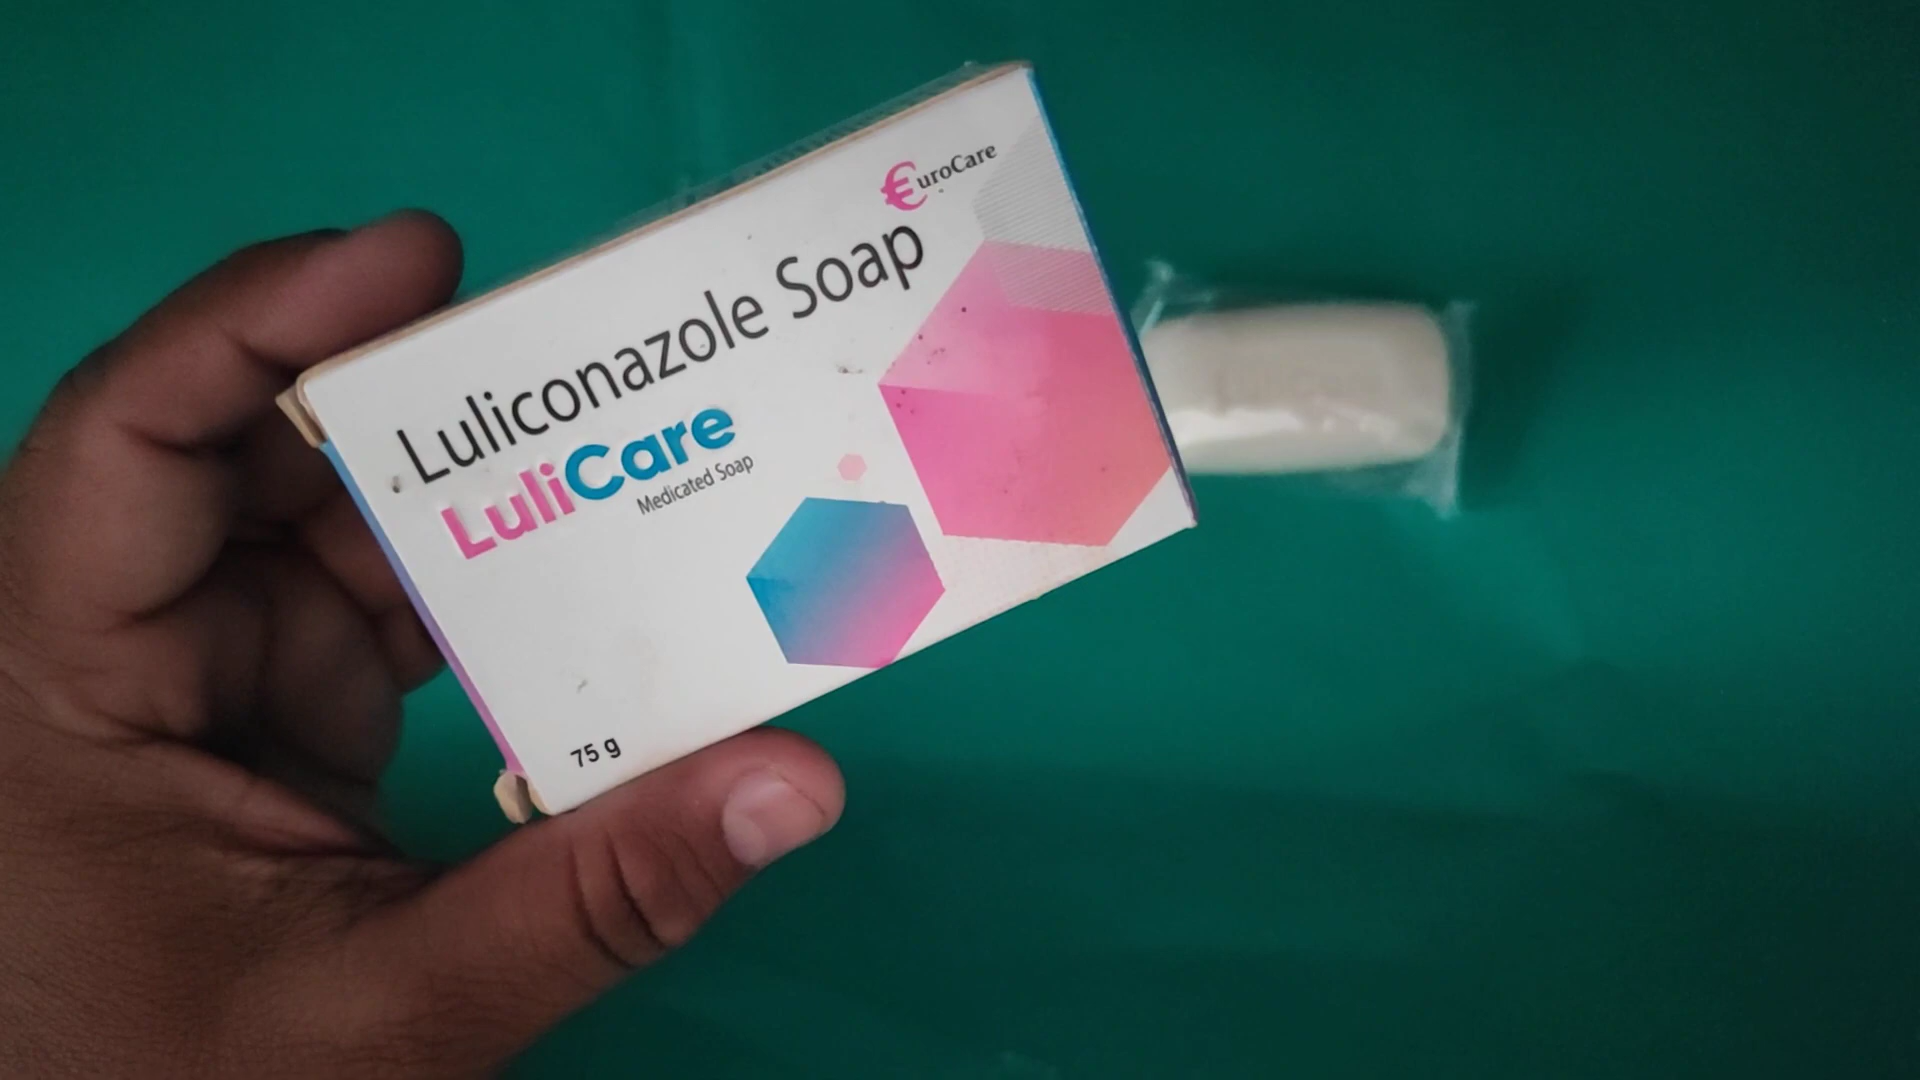 €uroCare
Luliconazole Soap
LuliCare
Medicated Soap
75 g